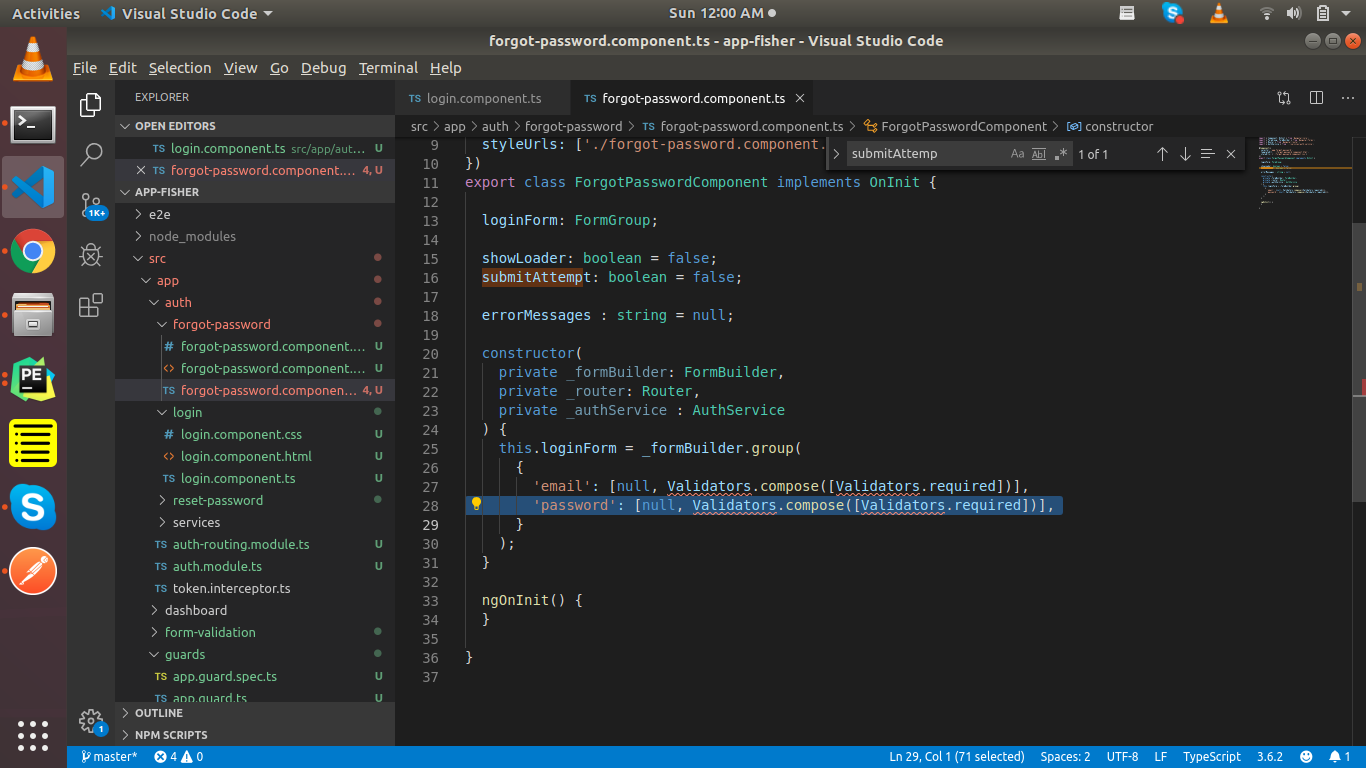 Activities Visual Studio Code Sun 12:00 AM
forgot-password.component.ts - app-fisher - Visual Studio Code
File Edit Selection View Go Debug Terminal Help
EXPLORER
OPEN EDITORS
TS login.component.ts src/app/aut... U
TS forgot-password.component.... 4, U
APP-FISHER
e2e
node_modules
src
app
auth
forgot-password
# forgot-password.component.... U
<> forgot-password.component.... U
TS forgot-password.componen... 4, U
login
# login.component.css U
<> login.component.html U
TS login.component.ts U
reset-password
services
TS auth-routing.module.ts U
TS auth.module.ts U
TS token.interceptor.ts
dashboard
form-validation
guards
TS app.guard.spec.ts U
TS app.guard.ts U
OUTLINE
NPM SCRIPTS
1K+
1
PC
TS login.component.ts TS forgot-password.component.ts
src > app > auth > forgot-password > TS forgot-password.component.ts > ForgotPasswordComponent > constructor
submitAttemp Aa Abl .* 1 of 1
9 styleUrls: ['./forgot-password.component.
10 })
11 export class ForgotPasswordComponent implements OnInit {
12
13 loginForm: FormGroup;
14
15 showLoader: boolean = false;
16 submitAttempt: boolean = false;
17
18 errorMessages : string = null;
19
20 constructor(
21 private _formBuilder: FormBuilder,
22 private _router: Router,
23 private _authService : AuthService
24 ) {
25 this.loginForm = _formBuilder.group(
26 {
27 'email': [null, Validators.compose([Validators.required])],
28 'password': [null, Validators.compose([Validators.required])],
29 }
30 );
31 }
32
33 ngOnInit() {
34 }
35
36 }
37
master* 4 0 Ln 29, Col 1 (71 selected) Spaces: 2 UTF-8 LF TypeScript 3.6.2 1